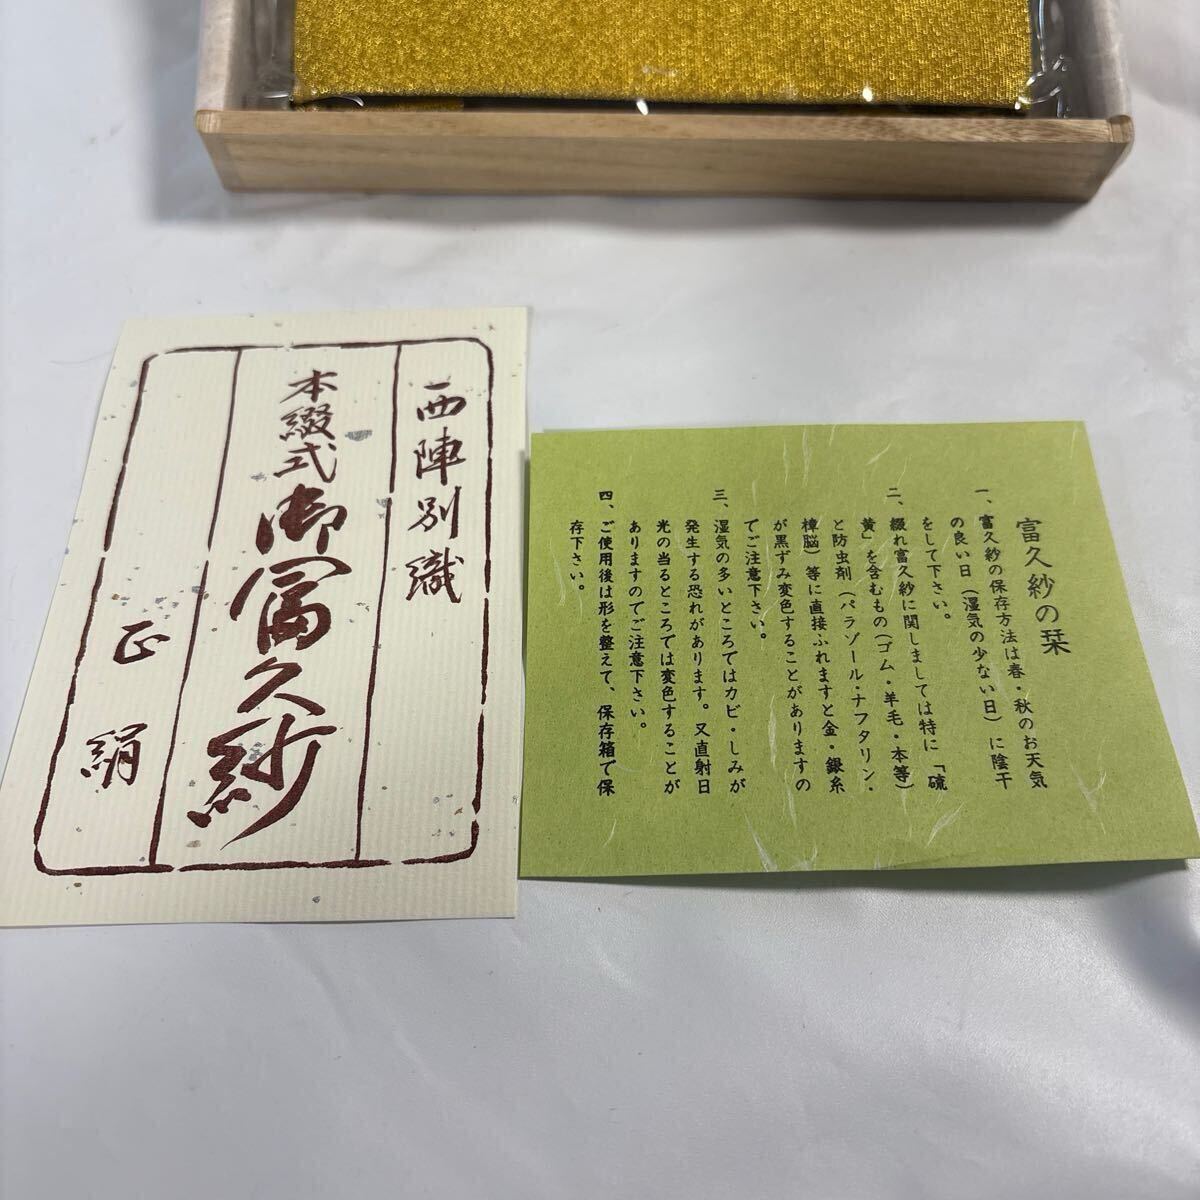 西陣別織
本綴式御冨久紗
正絹
富久紗の栞
一、富久紗の保存方法は春・秋のお天気
の良い日（湿気の少ない日）に陰干
をして下さい。
二、綴れ富久紗に関しましては特に「硫
黄」を含むもの（ゴム・羊毛・本等）
と防虫剤（パラゾール・ナフタリン・
樟脳）等に直接ふれますと金・銀糸
が黒ずみ変色することがありますの
でご注意下さい。
三、湿気の多いところではカビ・しみが
発生する恐れがあります。又直射日
光の当るところでは変色することが
ありますのでご注意下さい。
四、ご使用後は形を整えて、保存箱で保
存下さい。